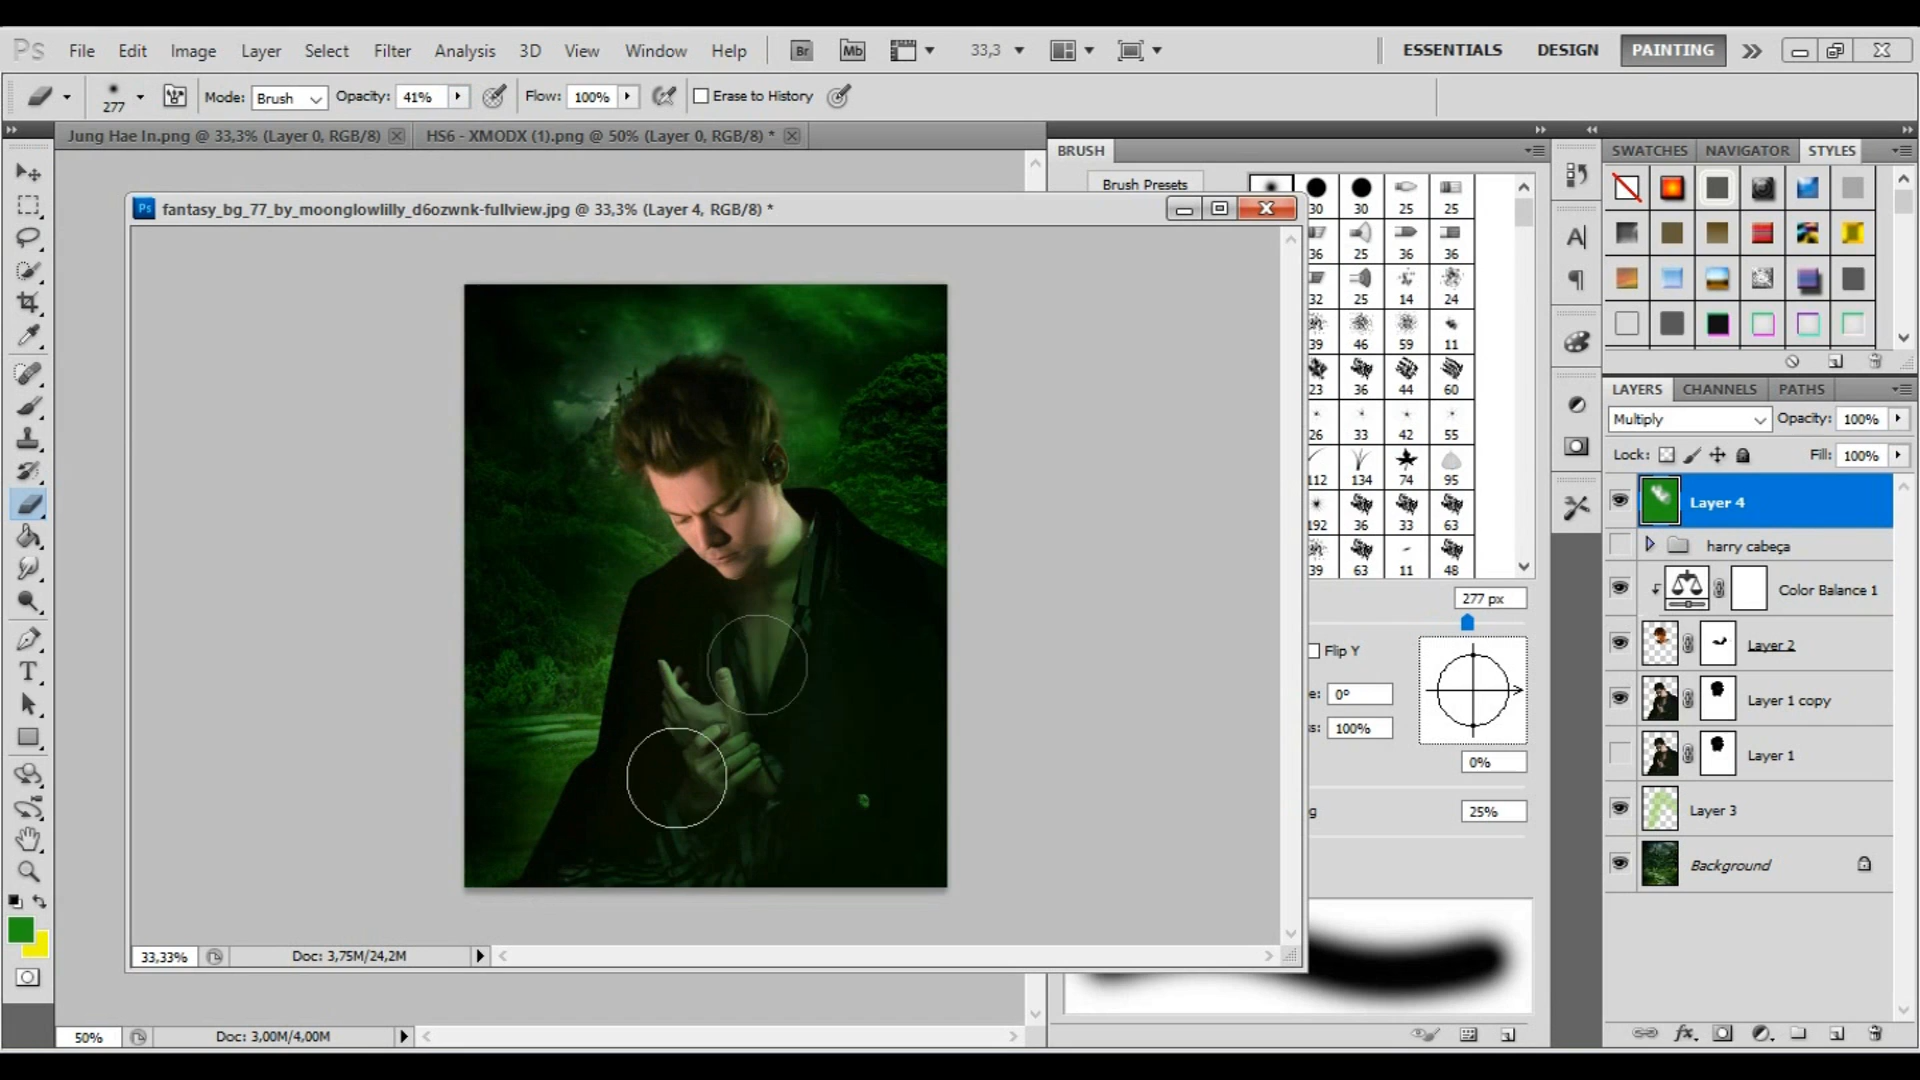 Ps File Edit Image Layer Select Filter Analysis 3D View Window Help Br Mb 33,3 ESSENTIALS DESIGN PAINTING
277 Mode: Brush Opacity: 41% Flow: 100% Erase to History
Jung Hae In.png @ 33,3% (Layer 0, RGB/8) HS6 - XMODX (1).png @ 50% (Layer 0, RGB/8) *
Ps fantasy_bg_77_by_moonglowlilly_d6ozwnk-fullview.jpg @ 33,3% (Layer 4, RGB/8) *
33,33% Doc: 3,75M/24,2M
50% Doc: 3,00M/4,00M
BRUSH
Brush Presets
30 30 25 25
36 25 36 36
32 25 14 24
39 46 59 11
23 36 44 60
26 33 42 55
112 134 74 95
192 36 33 63
39 63 11 48
277 px
Flip Y
e: 0°
s: 100%
0%
g 25%
SWATCHES NAVIGATOR STYLES
LAYERS CHANNELS PATHS
Multiply Opacity: 100%
Lock: Fill: 100%
Layer 4
harry cabeça
Color Balance 1
Layer 2
Layer 1 copy
Layer 1
Layer 3
Background